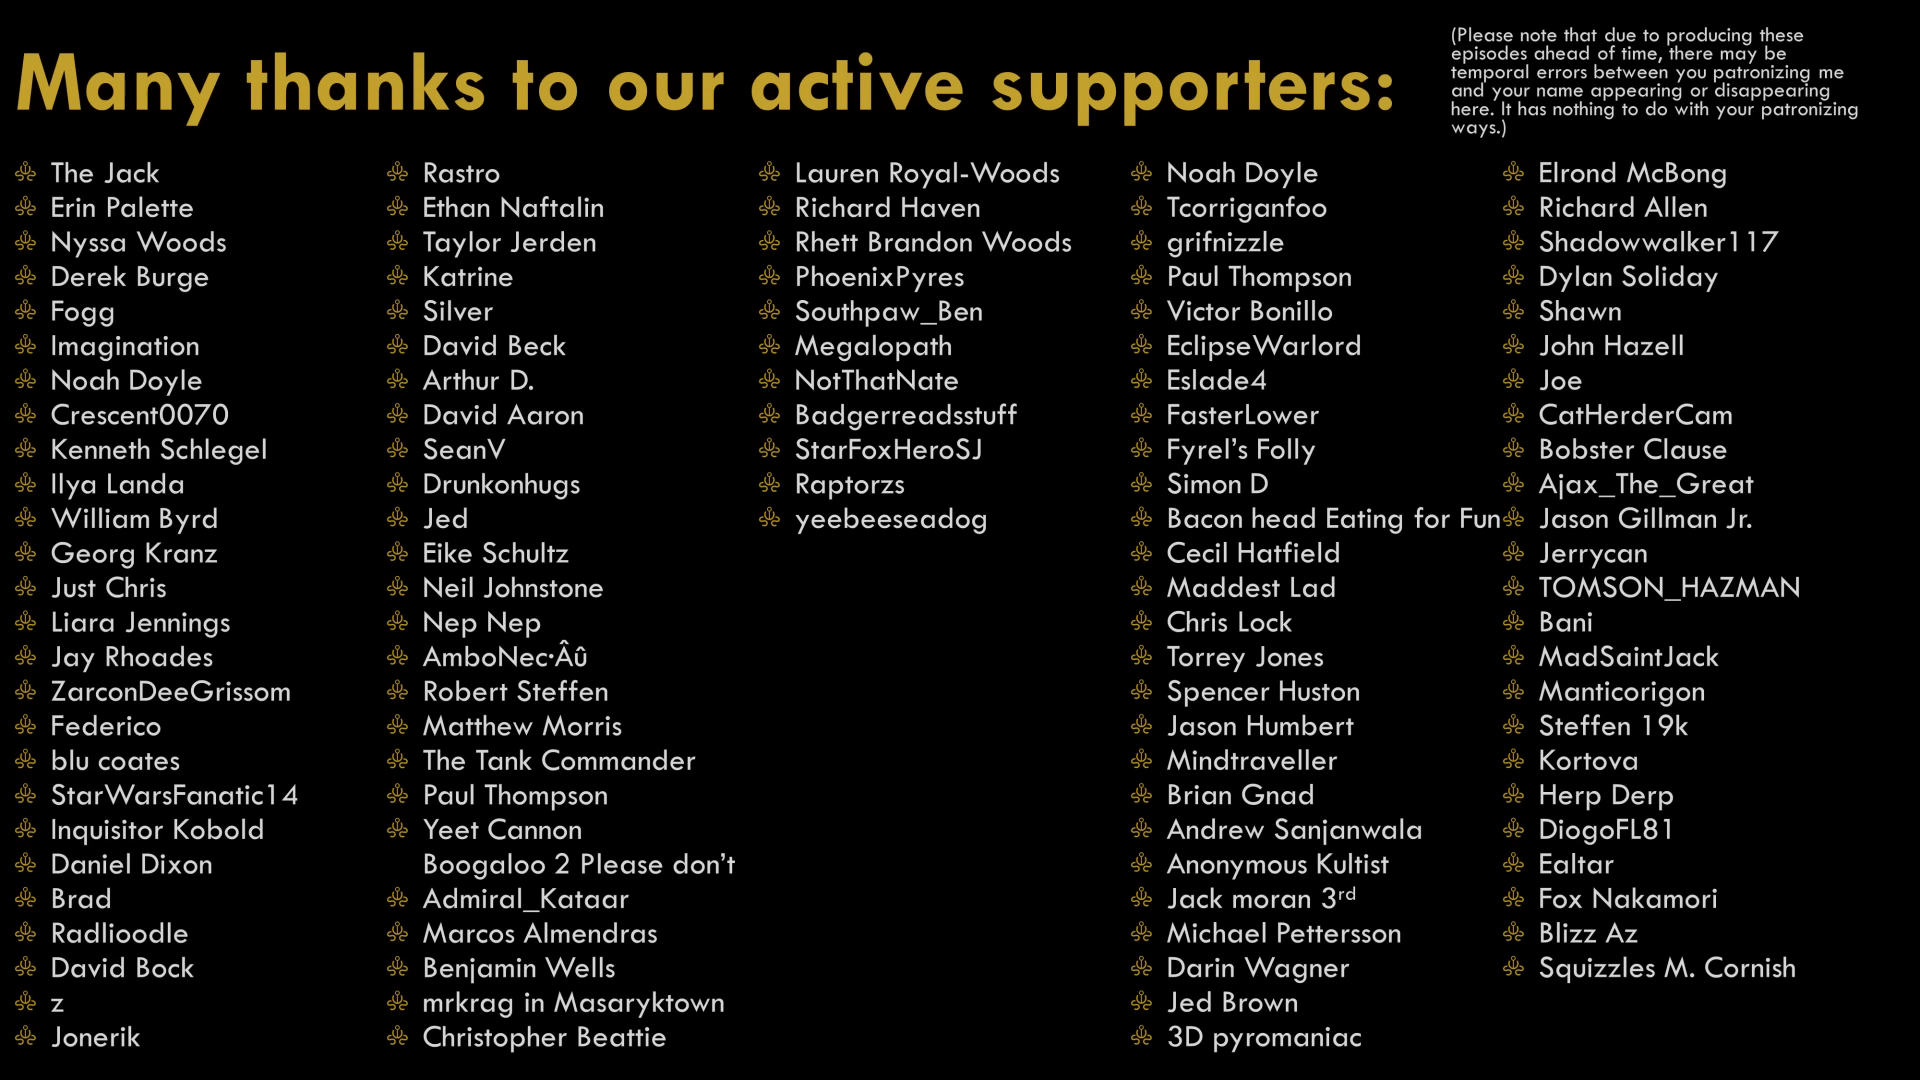 Many thanks to our active supporters:
(Please note that due to producing these
episodes ahead of time, there may be
temporal errors between you patronizing me
and your name appearing or disappearing
here. It has nothing to do with your patronizing
ways.)
The Jack
Erin Palette
Nyssa Woods
Derek Burge
Fogg
Imagination
Noah Doyle
Crescent0070
Kenneth Schlegel
Ilya Landa
William Byrd
Georg Kranz
Just Chris
Liara Jennings
Jay Rhoades
ZarconDeeGrissom
Federico
blu coates
StarWarsFanatic14
Inquisitor Kobold
Daniel Dixon
Brad
Radlioodle
David Bock
z
Jonerik
Rastro
Ethan Naftalin
Taylor Jerden
Katrine
Silver
David Beck
Arthur D.
David Aaron
SeanV
Drunkonhugs
Jed
Eike Schultz
Neil Johnstone
Nep Nep
AmboNec·Âû
Robert Steffen
Matthew Morris
The Tank Commander
Paul Thompson
Yeet Cannon
Boogaloo 2 Please don’t
Admiral_Kataar
Marcos Almendras
Benjamin Wells
mrkrag in Masaryktown
Christopher Beattie
Lauren Royal-Woods
Richard Haven
Rhett Brandon Woods
PhoenixPyres
Southpaw_Ben
Megalopath
NotThatNate
Badgerreadsstuff
StarFoxHeroSJ
Raptorzs
yeebeeseadog
Noah Doyle
Tcorriganfoo
grifnizzle
Paul Thompson
Victor Bonillo
EclipseWarlord
Eslade4
FasterLower
Fyrel’s Folly
Simon D
Bacon head Eating for Fun
Cecil Hatfield
Maddest Lad
Chris Lock
Torrey Jones
Spencer Huston
Jason Humbert
Mindtraveller
Brian Gnad
Andrew Sanjanwala
Anonymous Kultist
Jack moran 3rd
Michael Pettersson
Darin Wagner
Jed Brown
3D pyromaniac
Elrond McBong
Richard Allen
Shadowwalker117
Dylan Soliday
Shawn
John Hazell
Joe
CatHerderCam
Bobster Clause
Ajax_The_Great
Jason Gillman Jr.
Jerrycan
TOMSON_HAZMAN
Bani
MadSaintJack
Manticorigon
Steffen 19k
Kortova
Herp Derp
DiogoFL81
Ealtar
Fox Nakamori
Blizz Az
Squizzles M. Cornish